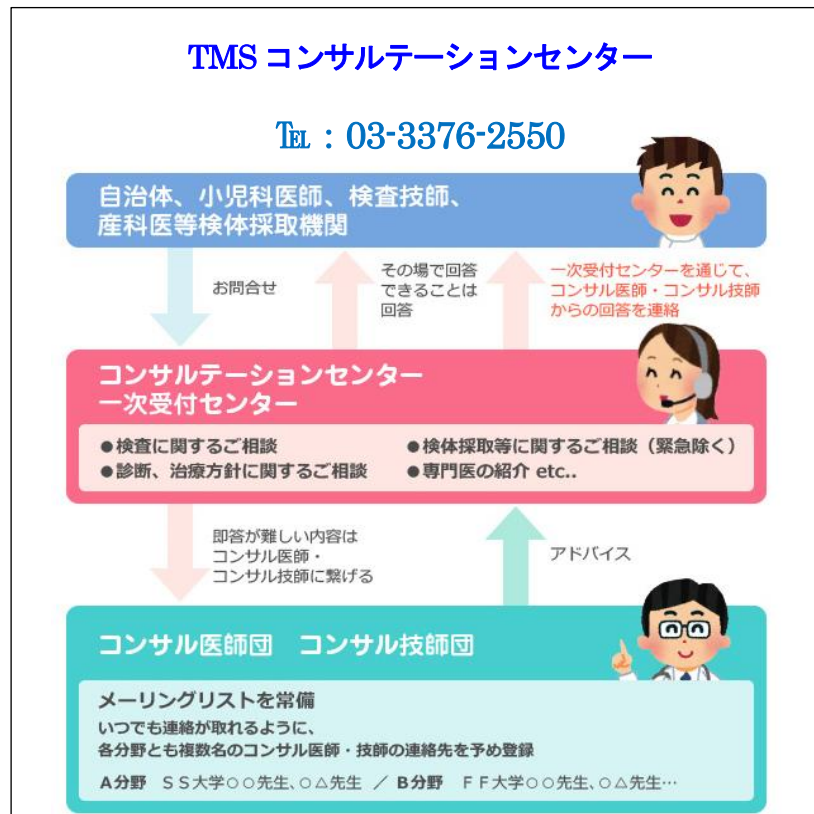 TMS コンサルテーションセンター
℡：03-3376-2550
自治体、小児科医師、検査技師、
産科医等検体採取機関
お問合せ
その場で回答
できることは
回答
一次受付センターを通じて、
コンサル医師・コンサル技師
からの回答を連絡
コンサルテーションセンター
一次受付センター
●検査に関するご相談
●検体採取等に関するご相談（緊急除く）
●診断、治療方針に関するご相談
●専門医の紹介 etc..
即答が難しい内容は
コンサル医師・
コンサル技師に繋げる
アドバイス
コンサル医師団　コンサル技師団
メーリングリストを常備
いつでも連絡が取れるように、
各分野とも複数名のコンサル医師・技師の連絡先を予め登録
A分野　ＳＳ大学○○先生、○△先生 ／ B分野　ＦＦ大学○○先生、○△先生…